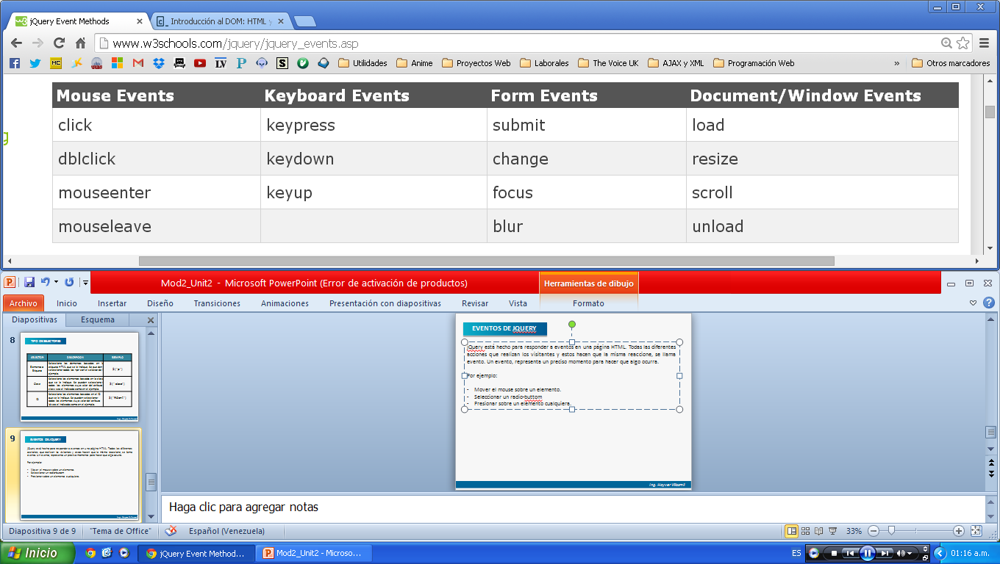 jQuery Event Methods
Introducción al DOM: HTML y
www.w3schools.com/jquery/jquery_events.asp
Utilidades Anime Proyectos Web Laborales The Voice UK AJAX y XML Programación Web » Otros marcadores
g
Mouse Events Keyboard Events Form Events Document/Window Events
click keypress submit load
dblclick keydown change resize
mouseenter keyup focus scroll
mouseleave blur unload
Mod2_Unit2 - Microsoft PowerPoint (Error de activación de productos)
Herramientas de dibujo
Archivo Inicio Insertar Diseño Transiciones Animaciones Presentación con diapositivas Revisar Vista Formato
Diapositivas Esquema
8
TIPO DE SELECTORES
9
EVENTOS DE JQUERY
EVENTOS DE JQUERY
jQuery está hecho para responder a eventos en una página HTML. Todas las diferentes
acciones que realizan los visitantes y estos hacen que la misma reaccione, se llama
evento. Un evento, representa un preciso momento para hacer que algo ocurra.
Por ejemplo:
- Mover el mouse sobre un elemento.
- Seleccionar un radio-buttom
- Presionar sobre un elemento cualquiera.
Ing. Hayver Villasmil
Haga clic para agregar notas
Diapositiva 9 de 9 "Tema de Office" Español (Venezuela) 33%
Inicio jQuery Event Method... Mod2_Unit2 - Microso... ES 01:16 a.m.